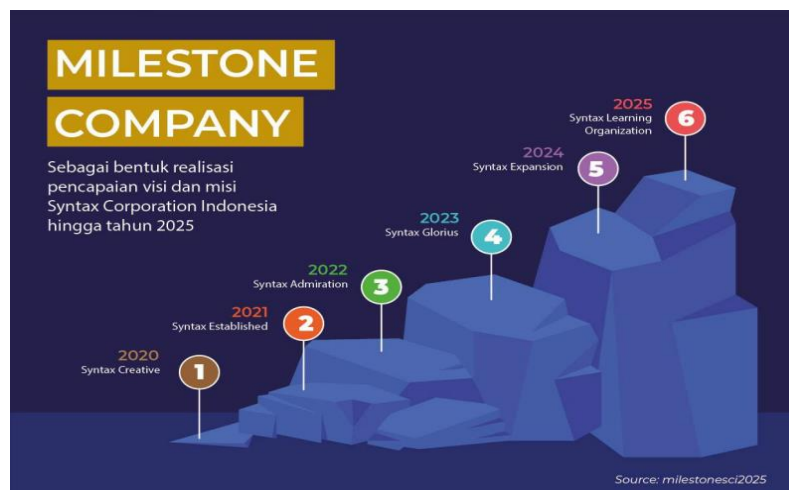 MILESTONE
COMPANY
Sebagai bentuk realisasi
pencapaian visi dan misi
Syntax Corporation Indonesia
hingga tahun 2025
2025
Syntax Learning
Organization
6
2024
Syntax Expansion
5
2023
Syntax Glorius
4
2022
Syntax Admiration
3
2021
Syntax Established
2
2020
Syntax Creative
1
Source: milestonesci2025